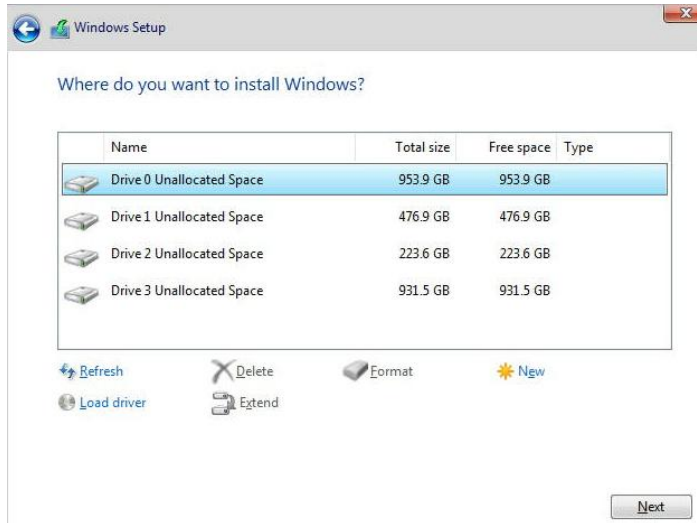 Windows Setup
Where do you want to install Windows?
Name Total size Free space Type
Drive 0 Unallocated Space 953.9 GB 953.9 GB
Drive 1 Unallocated Space 476.9 GB 476.9 GB
Drive 2 Unallocated Space 223.6 GB 223.6 GB
Drive 3 Unallocated Space 931.5 GB 931.5 GB
Refresh Delete Format New
Load driver Extend
Next